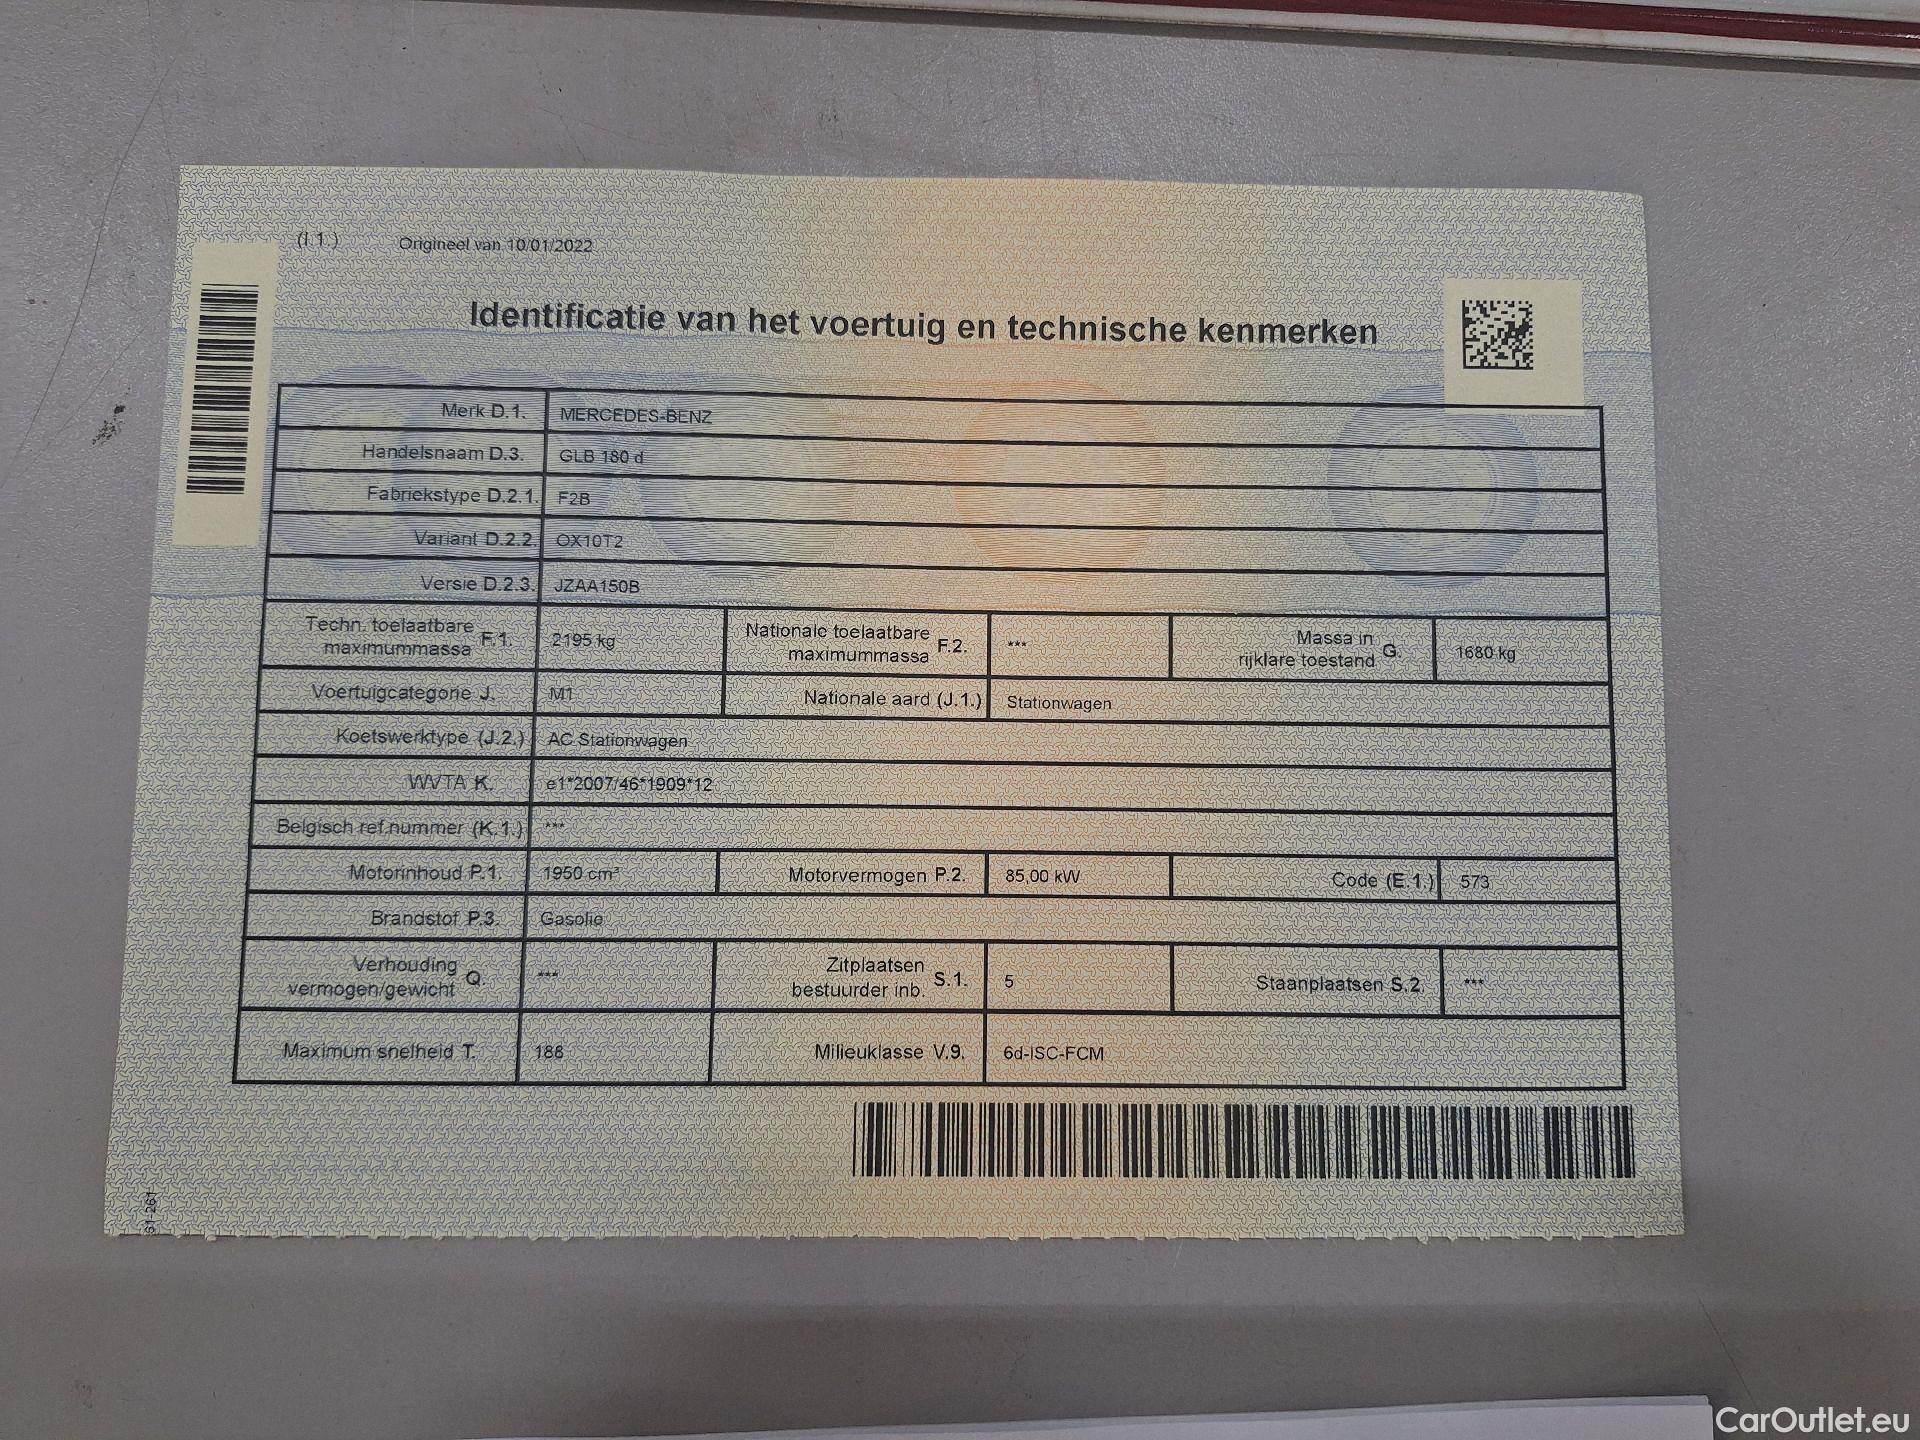 (I.1.) Origineel van 10/01/2022
Identificatie van het voertuig en technische kenmerken
Merk D.1. MERCEDES-BENZ
Handelsnaam D.3. GLB 180 d
Fabriekstype D.2.1. F2B
Variant D.2.2. OX10T2
Versie D.2.3. JZAA150B
Techn. toelaatbare maximummassa F.1. 2195 kg Nationale toelaatbare maximummassa F.2. *** Massa in rijklare toestand G. 1680 kg
Voertuigcategorie J. M1 Nationale aard (J.1.) Stationwagen
Koetswerktype (J.2.) AC Stationwagen
WVTA K. e1*2007/46*1909*12
Belgisch ref.nummer (K.1.) ***
Motorinhoud P.1. 1950 cm³ Motorvermogen P.2. 85,00 kW Code (E.1.) 573
Brandstof P.3. Gasolie
Verhouding vermogen/gewicht Q. *** Zitplaatsen bestuurder inb. S.1. 5 Staanplaatsen S.2. ***
Maximum snelheid T. 188 Milieuklasse V.9. 6d-ISC-FCM
61-261
CarOutlet.eu